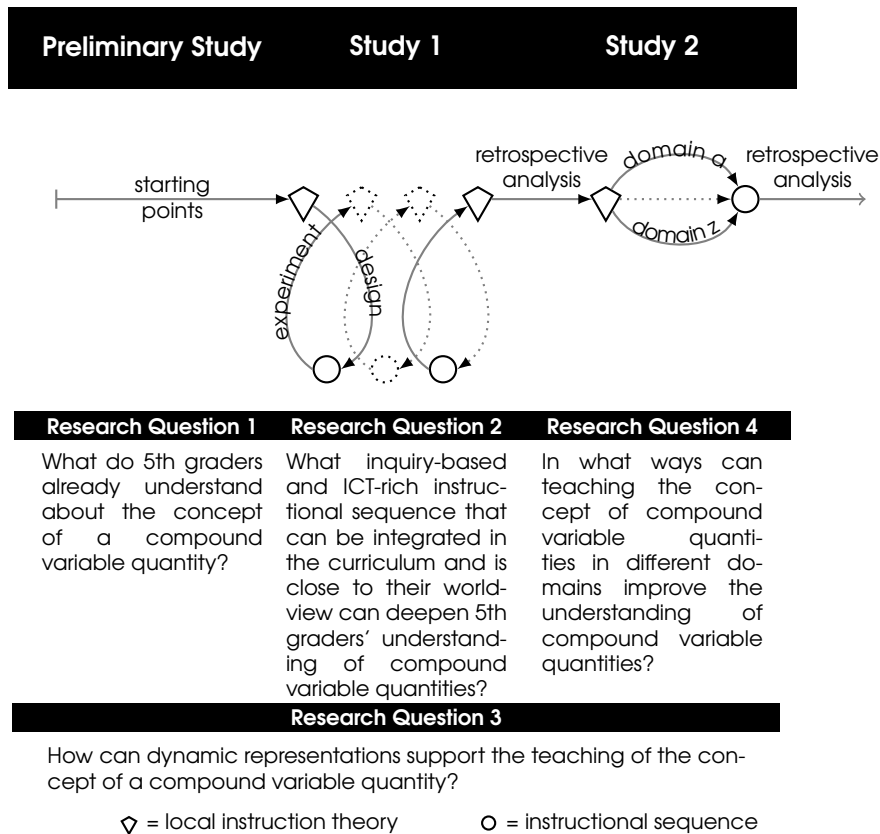 Preliminary Study Study 1 Study 2
starting
points
experiment
design
retrospective
analysis
domain a
domain z
retrospective
analysis
Research Question 1
What do 5th graders
already understand
about the concept
of a compound
variable quantity?
Research Question 2
What inquiry-based
and ICT-rich instruc-
tional sequence that
can be integrated in
the curriculum and is
close to their world-
view can deepen 5th
graders’ understand-
ing of compound
variable quantities?
Research Question 4
In what ways can
teaching the con-
cept of compound
variable quanti-
ties in different do-
mains improve the
understanding of
compound variable
quantities?
Research Question 3
How can dynamic representations support the teaching of the con-
cept of a compound variable quantity?
= local instruction theory
= instructional sequence